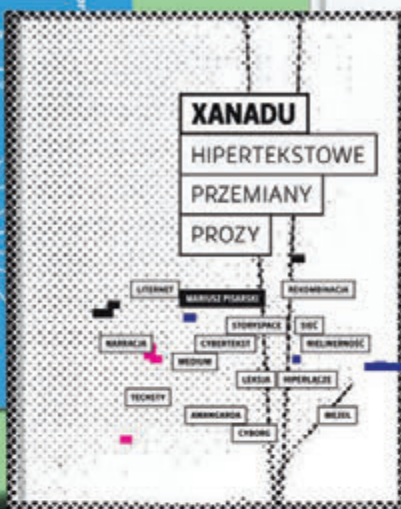 XANADU
HIPERTEKSTOWE
PRZEMIANY
PROZY
LITERNET
MARIUSZ PISARSKI
REKOMBINACJA
STORYSPACE
SIEĆ
NARRACJA
CYBERTEKST
NIELINERNOŚĆ
MEDIUM
LEKSJA
HIPERŁĄCZE
TECHSTY
AWANGARDA
WĘZEŁ
CYBORG